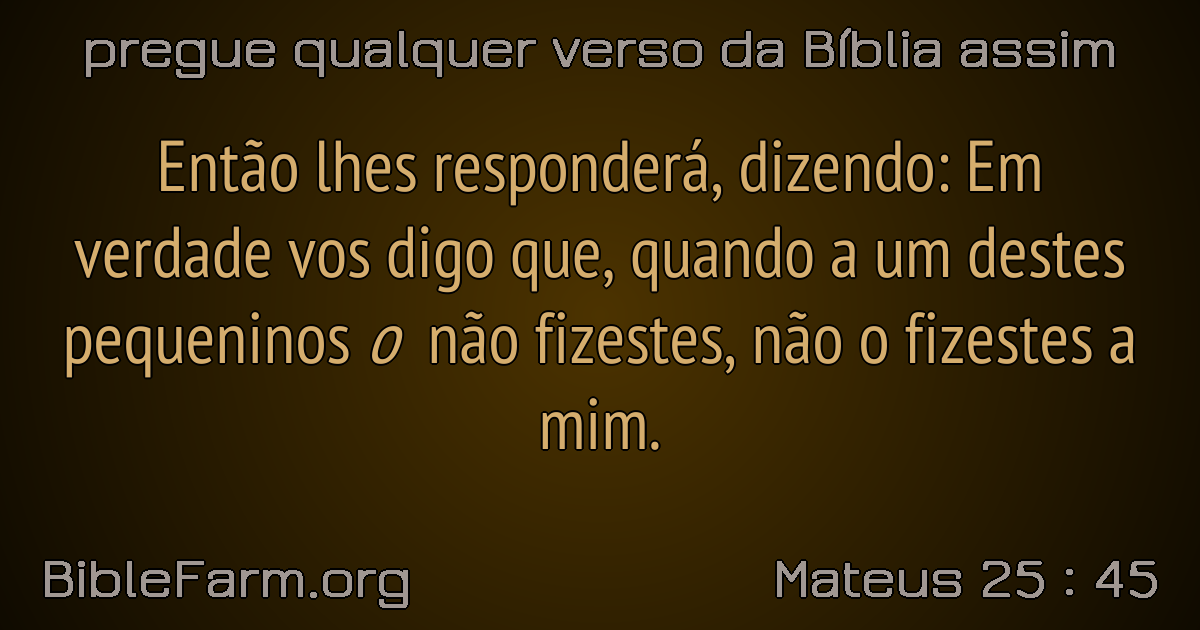 pregue qualquer verso da Bíblia assim
Então lhes responderá, dizendo: Em
verdade vos digo que, quando a um destes
pequeninos o não fizestes, não o fizestes a
mim.
BibleFarm.org
Mateus 25 : 45